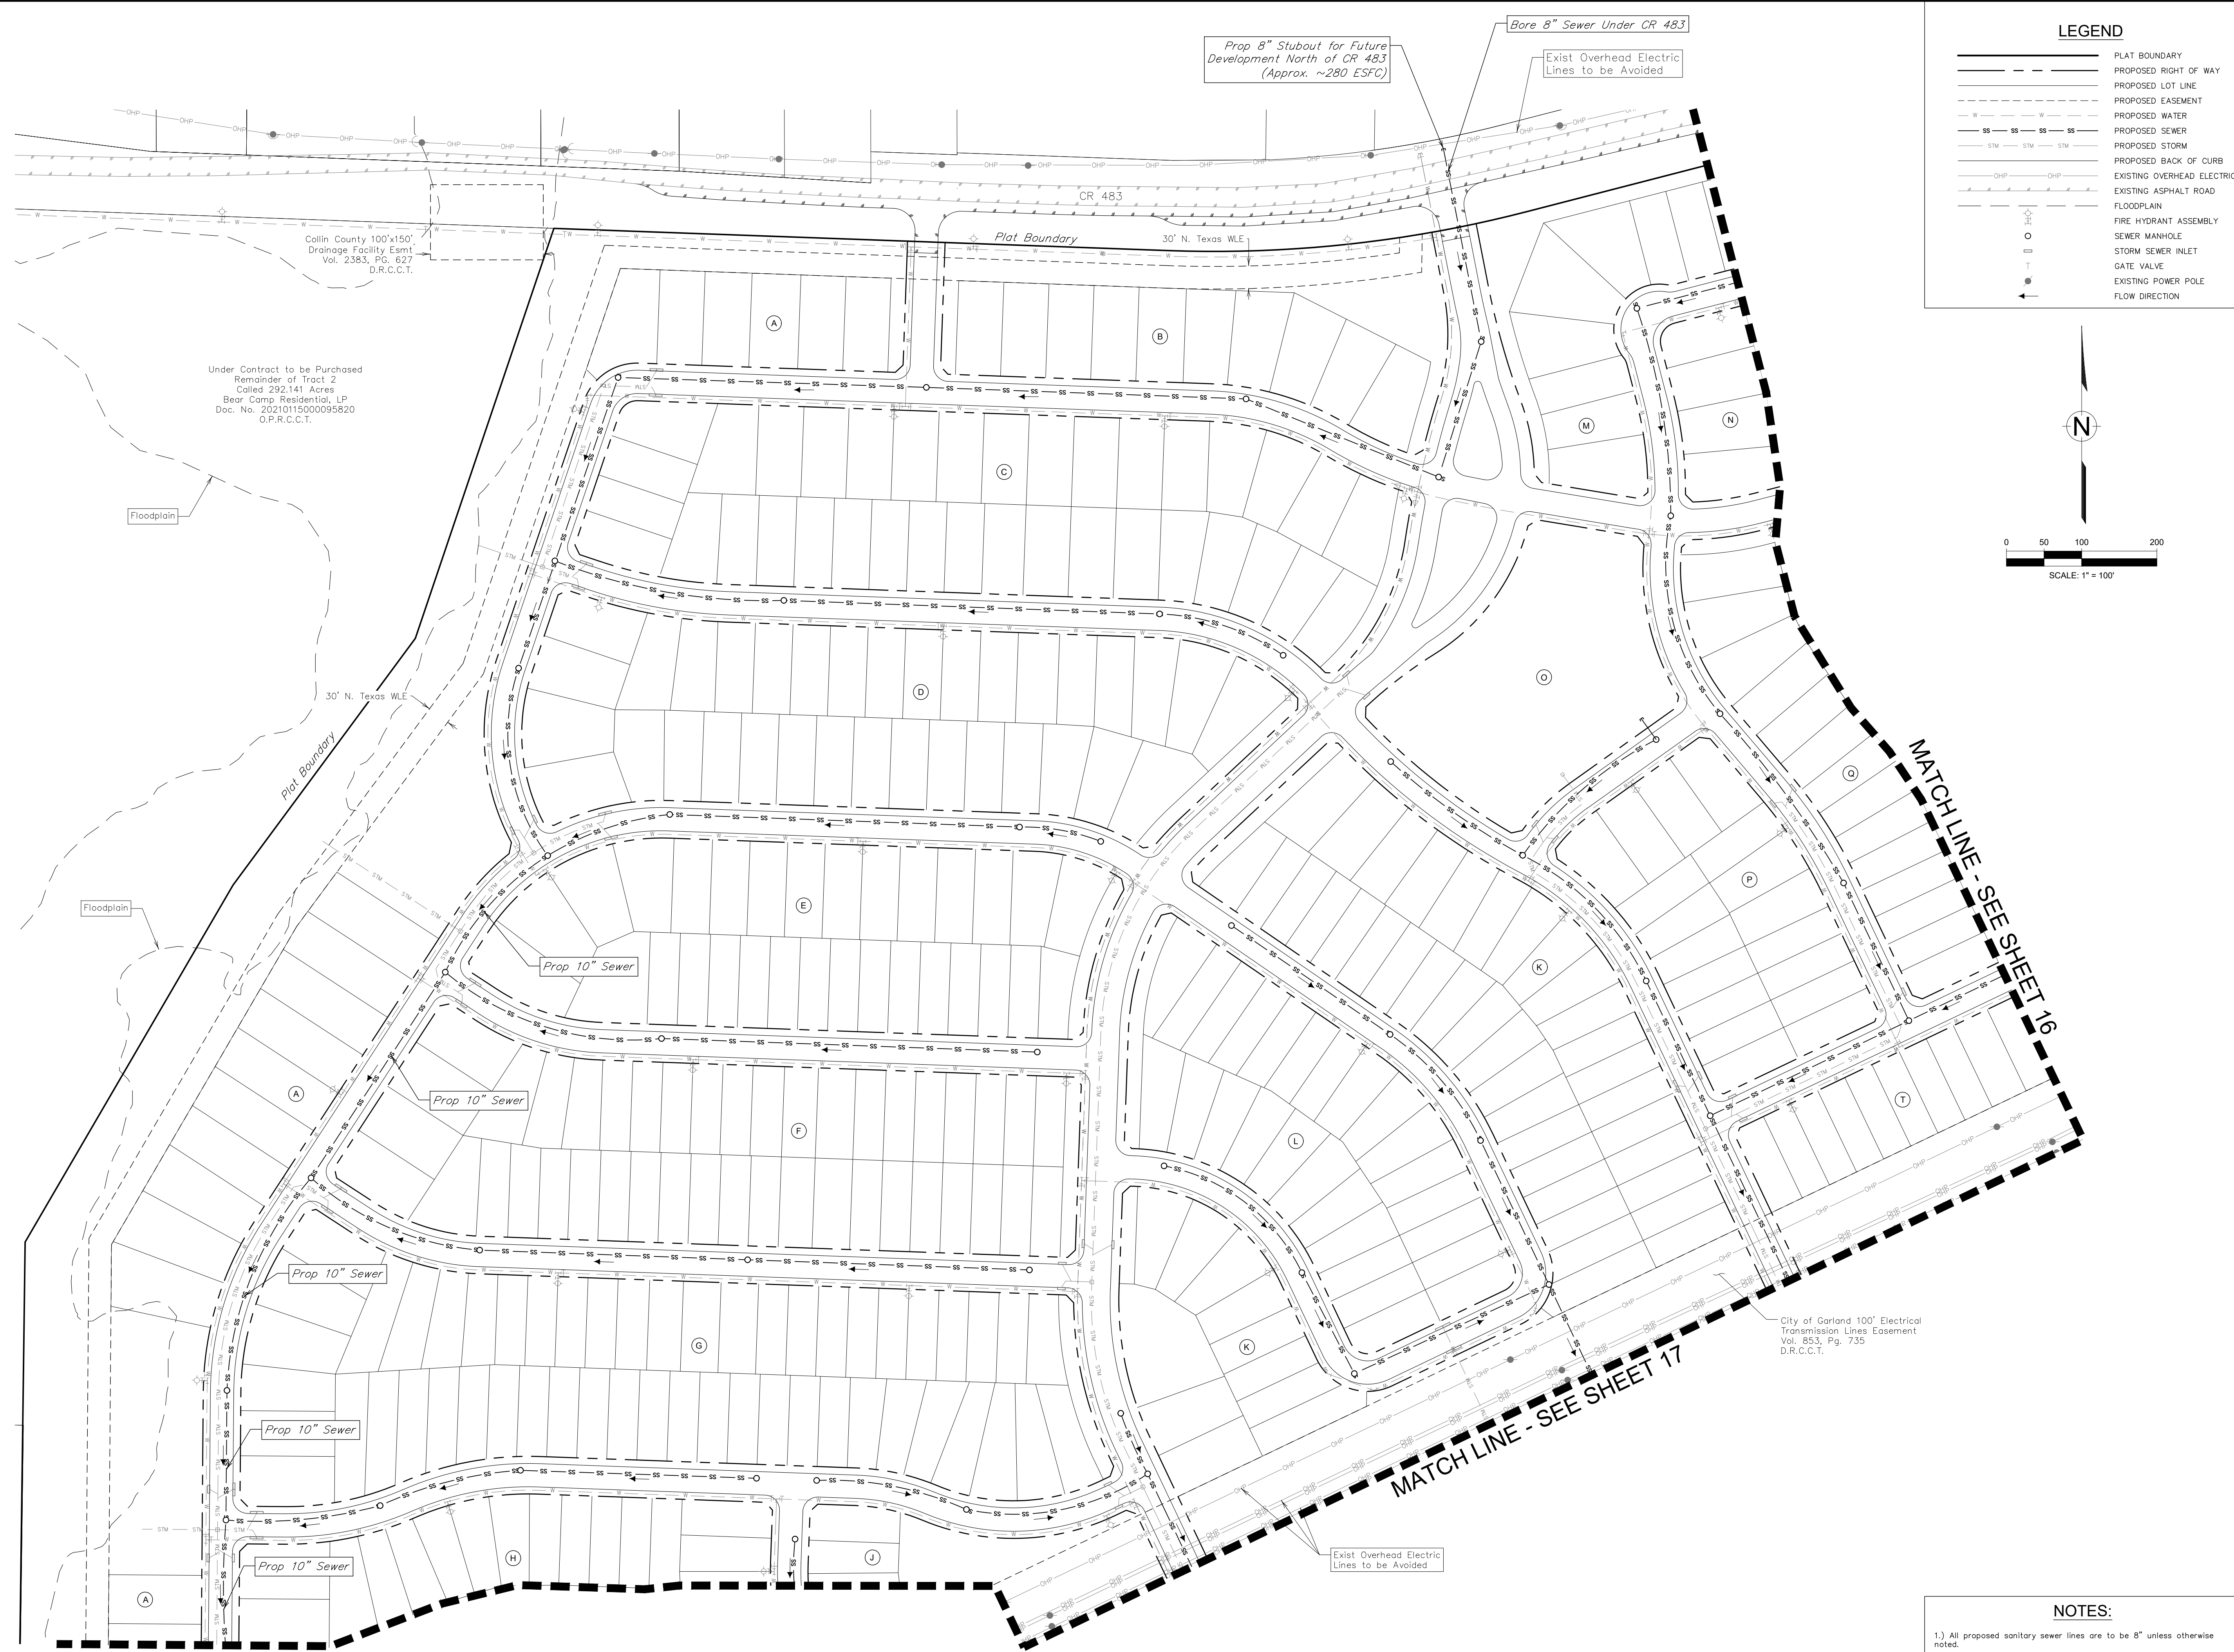 Bore 8" Sewer Under CR 483
Prop 8" Stubout for Future
Development North of CR 483
(Approx. ~280 ESFC)
Exist Overhead Electric
Lines to be Avoided
LEGEND
PLAT BOUNDARY
PROPOSED RIGHT OF WAY
PROPOSED LOT LINE
PROPOSED EASEMENT
PROPOSED WATER
PROPOSED SEWER
PROPOSED STORM
PROPOSED BACK OF CURB
EXISTING OVERHEAD ELECTRIC
EXISTING ASPHALT ROAD
FLOODPLAIN
FIRE HYDRANT ASSEMBLY
SEWER MANHOLE
STORM SEWER INLET
GATE VALVE
EXISTING POWER POLE
FLOW DIRECTION
N
0 50 100 200
SCALE: 1" = 100'
CR 483
Collin County 100'x150'
Drainage Facility Esmt
Vol. 2383, PG. 627
D.R.C.C.T.
Plat Boundary
30' N. Texas WLE
Under Contract to be Purchased
Remainder of Tract 2
Called 292.141 Acres
Bear Camp Residential, LP
Doc. No. 20210115000095820
O.P.R.C.C.T.
A
B
M
N
C
Floodplain
D
O
30' N. Texas WLE
Plat Boundary
Q
MATCH LINE - SEE SHEET 16
P
E
Floodplain
Prop 10" Sewer
K
A
Prop 10" Sewer
T
F
L
Prop 10" Sewer
City of Garland 100' Electrical
Transmission Lines Easement
Vol. 853, Pg. 735
D.R.C.C.T.
G
K
MATCH LINE - SEE SHEET 17
Prop 10" Sewer
H
J
Exist Overhead Electric
Lines to be Avoided
Prop 10" Sewer
A
NOTES:
1.) All proposed sanitary sewer lines are to be 8" unless otherwise
noted.